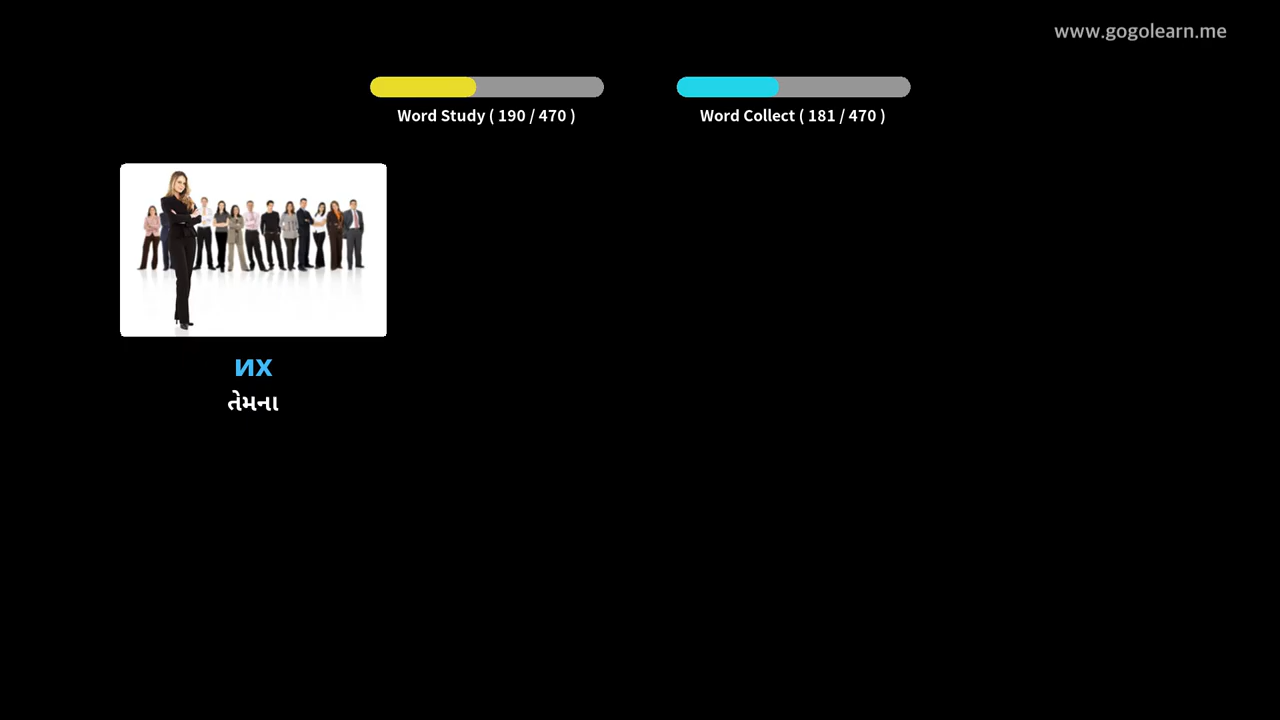 www.gogolearn.me
Word Study ( 190 / 470 )
Word Collect ( 181 / 470 )
их
તેમના